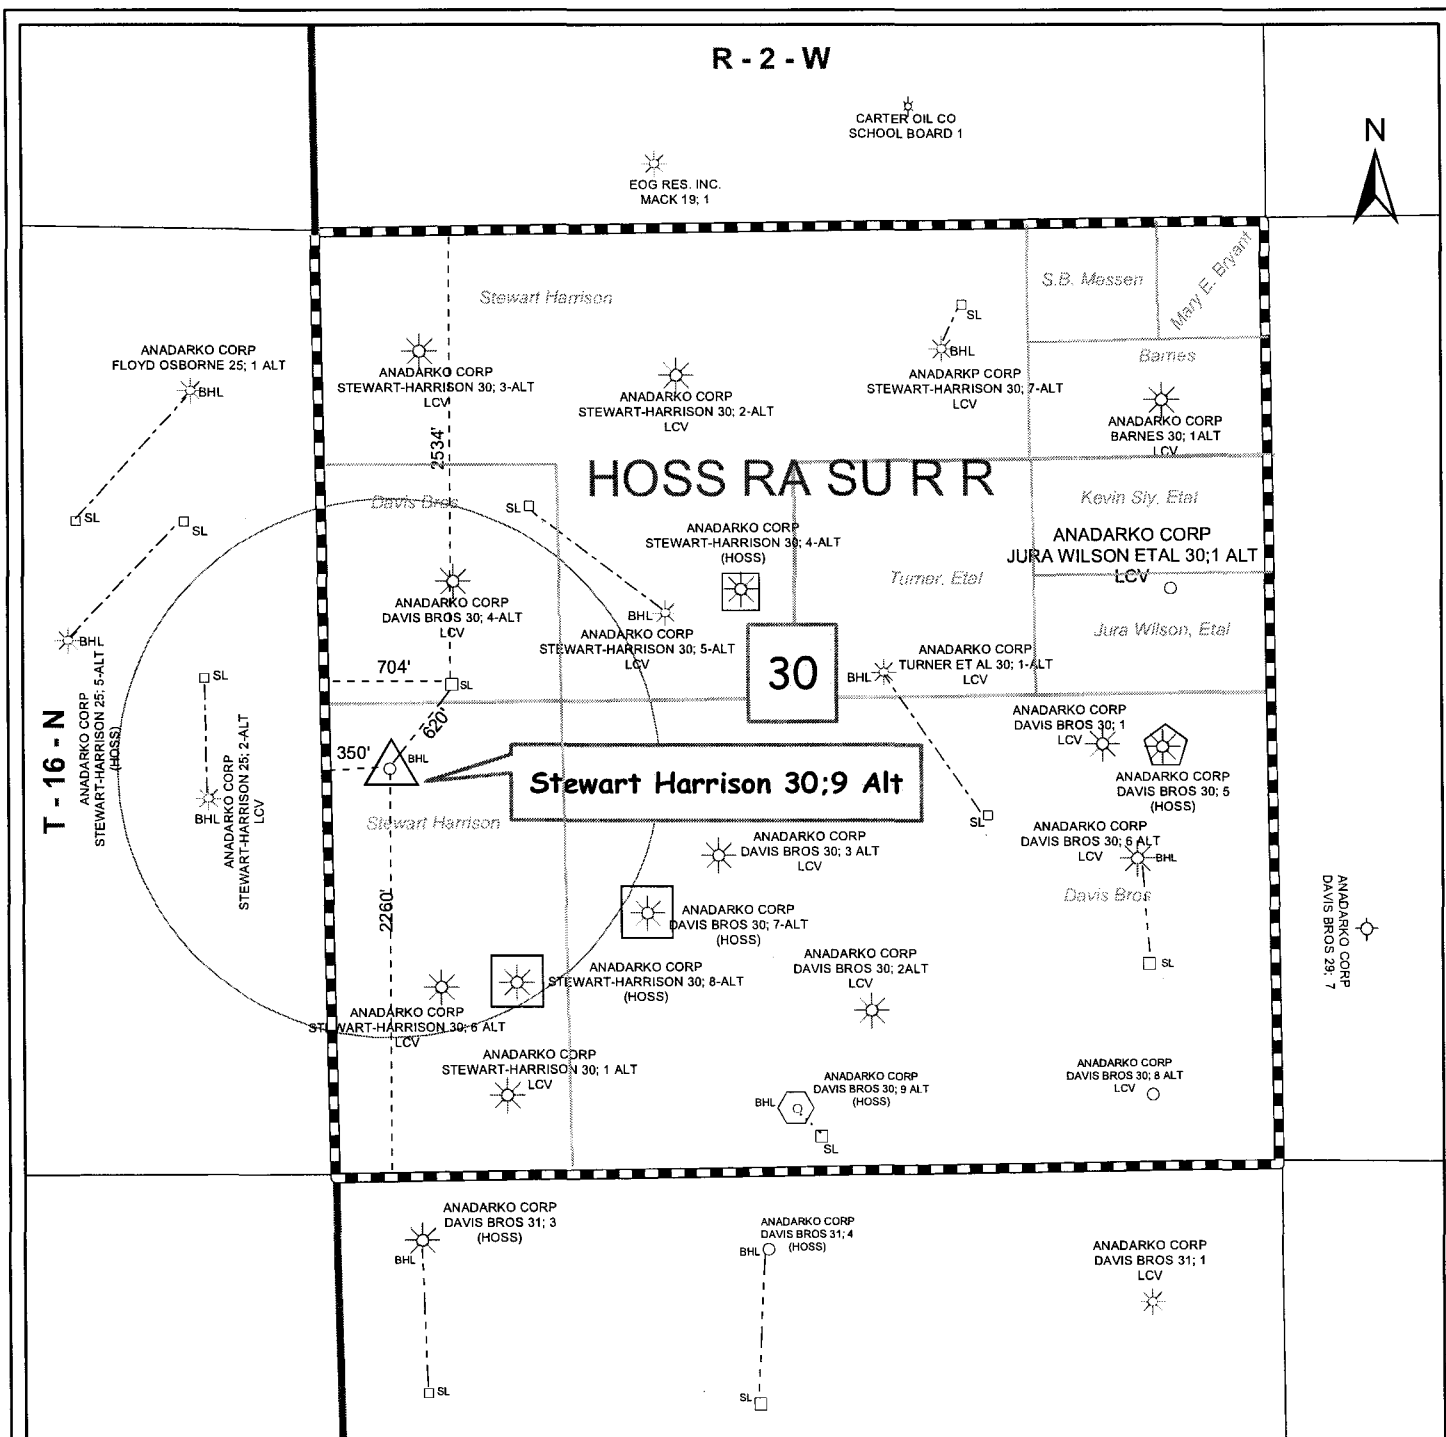 R - 2 - W
CARTER OIL CO
SCHOOL BOARD 1
N
EOG RES. INC.
MACK 19; 1
S.B. Massen
Mary E. Bryant
Stewart Harrison
SL
BHL
ANADARKO CORP
FLOYD OSBORNE 25; 1 ALT
BHL
SL
ANADARKO CORP
STEWART-HARRISON 30; 3-ALT
LCV
ANADARKO CORP
STEWART-HARRISON 30; 2-ALT
LCV
ANADARKP CORP
STEWART-HARRISON 30; 7-ALT
LCV
Barnes
ANADARKO CORP
BARNES 30; 1ALT
LCV
2534'
HOSS RA SU R R
Davis Bros
SL
SL
ANADARKO CORP
STEWART-HARRISON 30; 4-ALT
(HOSS)
Kevin Sly, Etal
ANADARKO CORP
JURA WILSON ETAL 30;1 ALT
LCV
Turner, Etal
Jura Wilson, Etal
ANADARKO CORP
DAVIS BROS 30; 4-ALT
LCV
BHL
ANADARKO CORP
STEWART-HARRISON 30; 5-ALT
LCV
BHL
ANADARKO CORP
STEWART-HARRISON 25; 5-ALT
(HOSS)
T - 16 - N
SL
BHL
ANADARKO CORP
STEWART-HARRISON 25; 2-ALT
LCV
704'
SL
620'
350'
BHL
30
BHL
ANADARKO CORP
TURNER ET AL 30; 1-ALT
LCV
SL
ANADARKO CORP
DAVIS BROS 30; 1
LCV
ANADARKO CORP
DAVIS BROS 30; 5
(HOSS)
Stewart Harrison 30;9 Alt
Stewart Harrison
ANADARKO CORP
DAVIS BROS 30; 3 ALT
LCV
ANADARKO CORP
DAVIS BROS 30; 6 ALT
LCV
BHL
Davis Bros
SL
2260'
ANADARKO CORP
DAVIS BROS 30; 7-ALT
(HOSS)
ANADARKO CORP
DAVIS BROS 29; 7
ANADARKO CORP
STEWART-HARRISON 30; 8-ALT
(HOSS)
ANADARKO CORP
DAVIS BROS 30; 2ALT
LCV
ANADARKO CORP
STEWART-HARRISON 30; 6 ALT
LCV
ANADARKO CORP
STEWART-HARRISON 30; 1 ALT
LCV
ANADARKO CORP
DAVIS BROS 30; 9 ALT
(HOSS)
BHL
SL
ANADARKO CORP
DAVIS BROS 30; 8 ALT
LCV
ANADARKO CORP
DAVIS BROS 31; 3
(HOSS)
BHL
SL
ANADARKO CORP
DAVIS BROS 31; 4
(HOSS)
BHL
SL
ANADARKO CORP
DAVIS BROS 31; 1
LCV